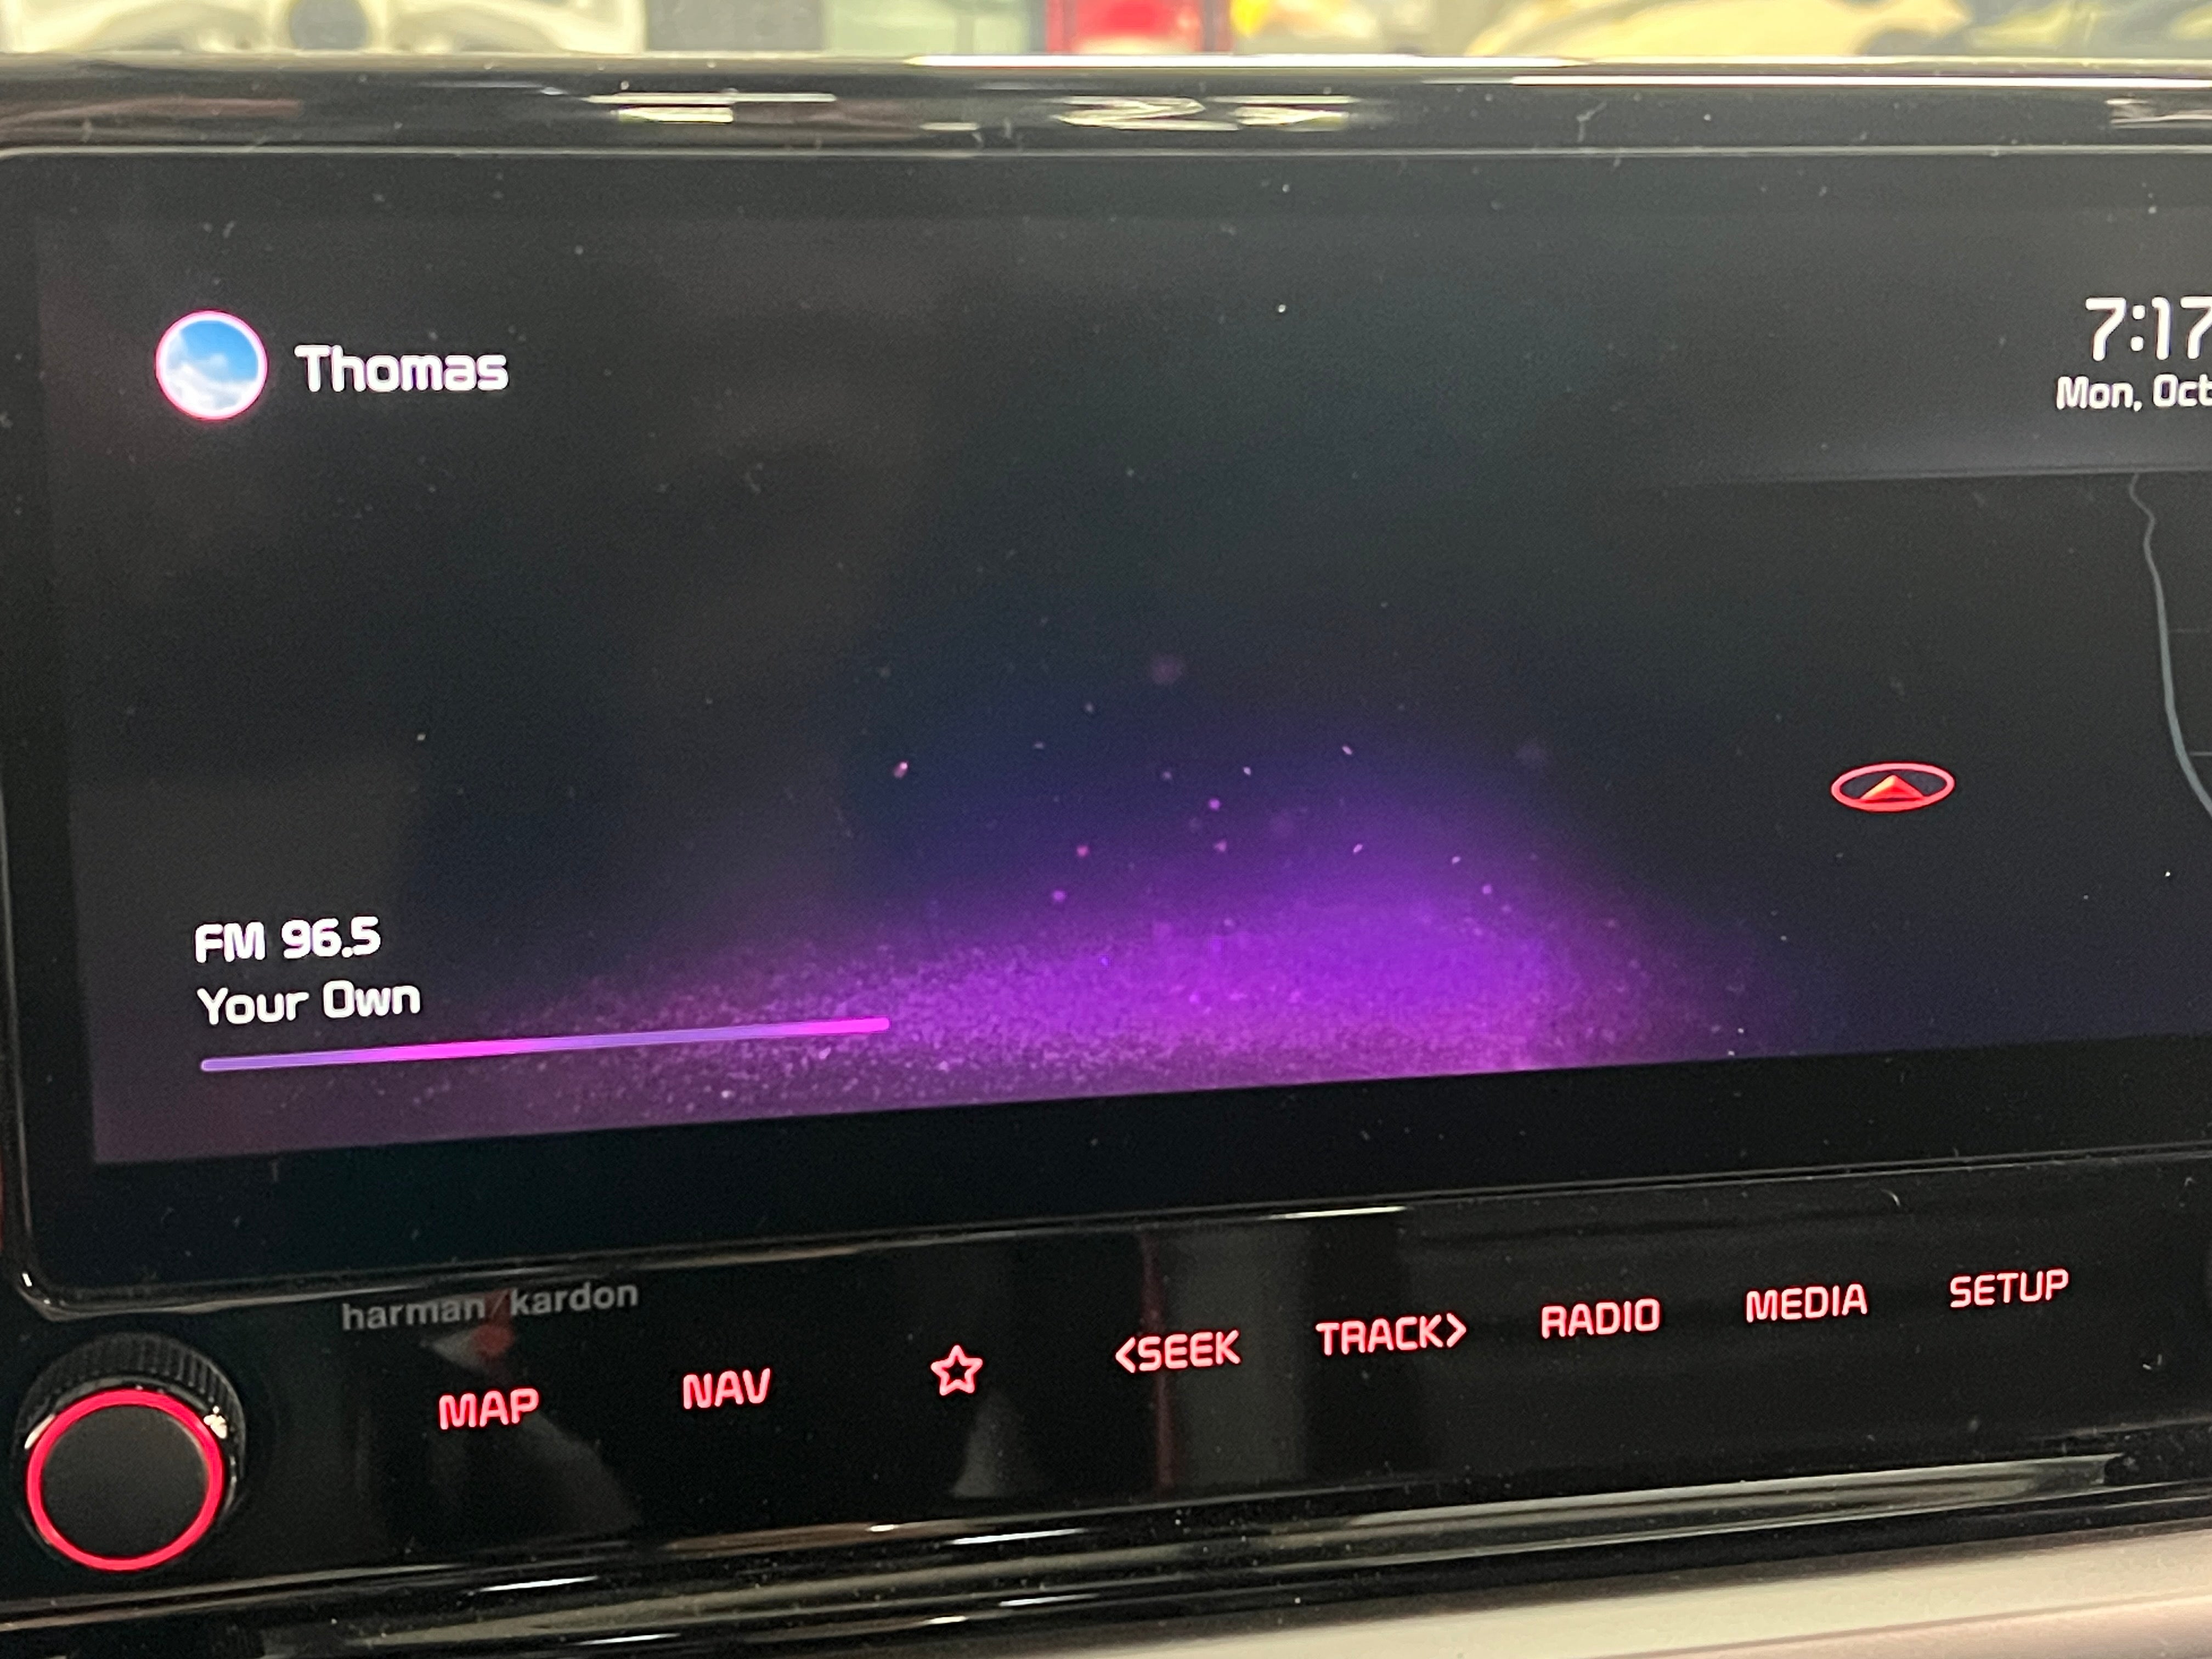 Thomas
7:17
Mon, Oct
FM 96.5
Your Own
harman/kardon
MAP NAV <SEEK TRACK> RADIO MEDIA SETUP